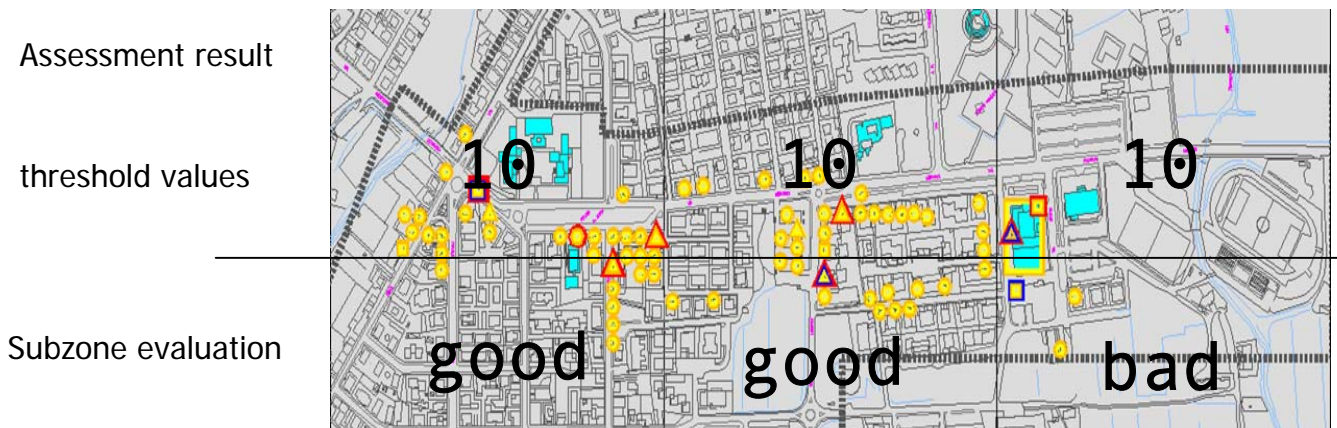 Assessment result
threshold values
10 10 10
Subzone evaluation
good good bad